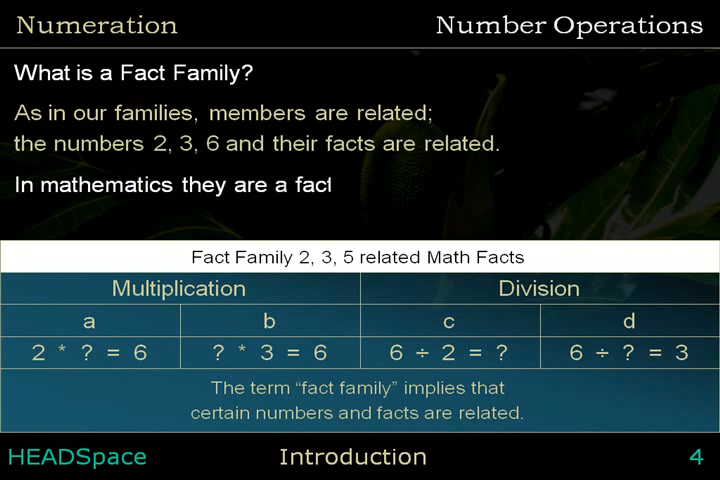 Numeration
Number Operations
What is a Fact Family?
As in our families, members are related;
the numbers 2, 3, 6 and their facts are related.
In mathematics they are a fact
Fact Family 2, 3, 5 related Math Facts
Multiplication
Division
a
b
c
d
2 * ? = 6
? * 3 = 6
6 ÷ 2 = ?
6 ÷ ? = 3
The term “fact family” implies that
certain numbers and facts are related.
HEADSpace
Introduction
4